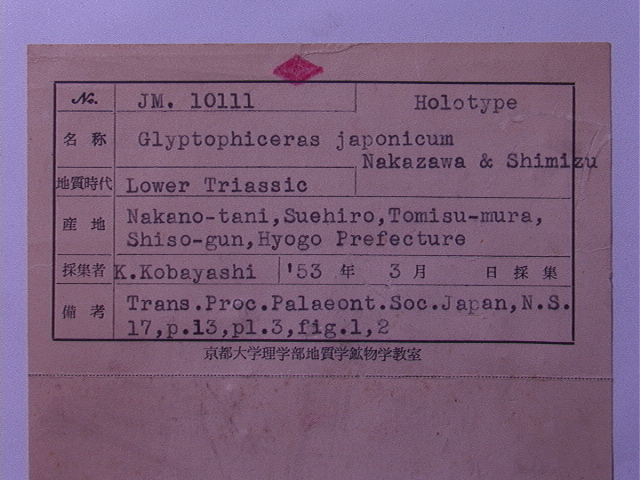 No. JM. 10111 Holotype
名称 Glyptophiceras japonicum
Nakazawa & Shimizu
地質時代 Lower Triassic
産地 Nakano-tani,Suehiro,Tomisu-mura,
Shiso-gun,Hyogo Prefecture
採集者 K.Kobayashi '53 年 3 月 日 採集
備考 Trans.Proc.Palaeont.Soc.Japan,N.S.
17,p.13,pl.3,fig.1,2
京都大学理学部地質学鉱物学教室